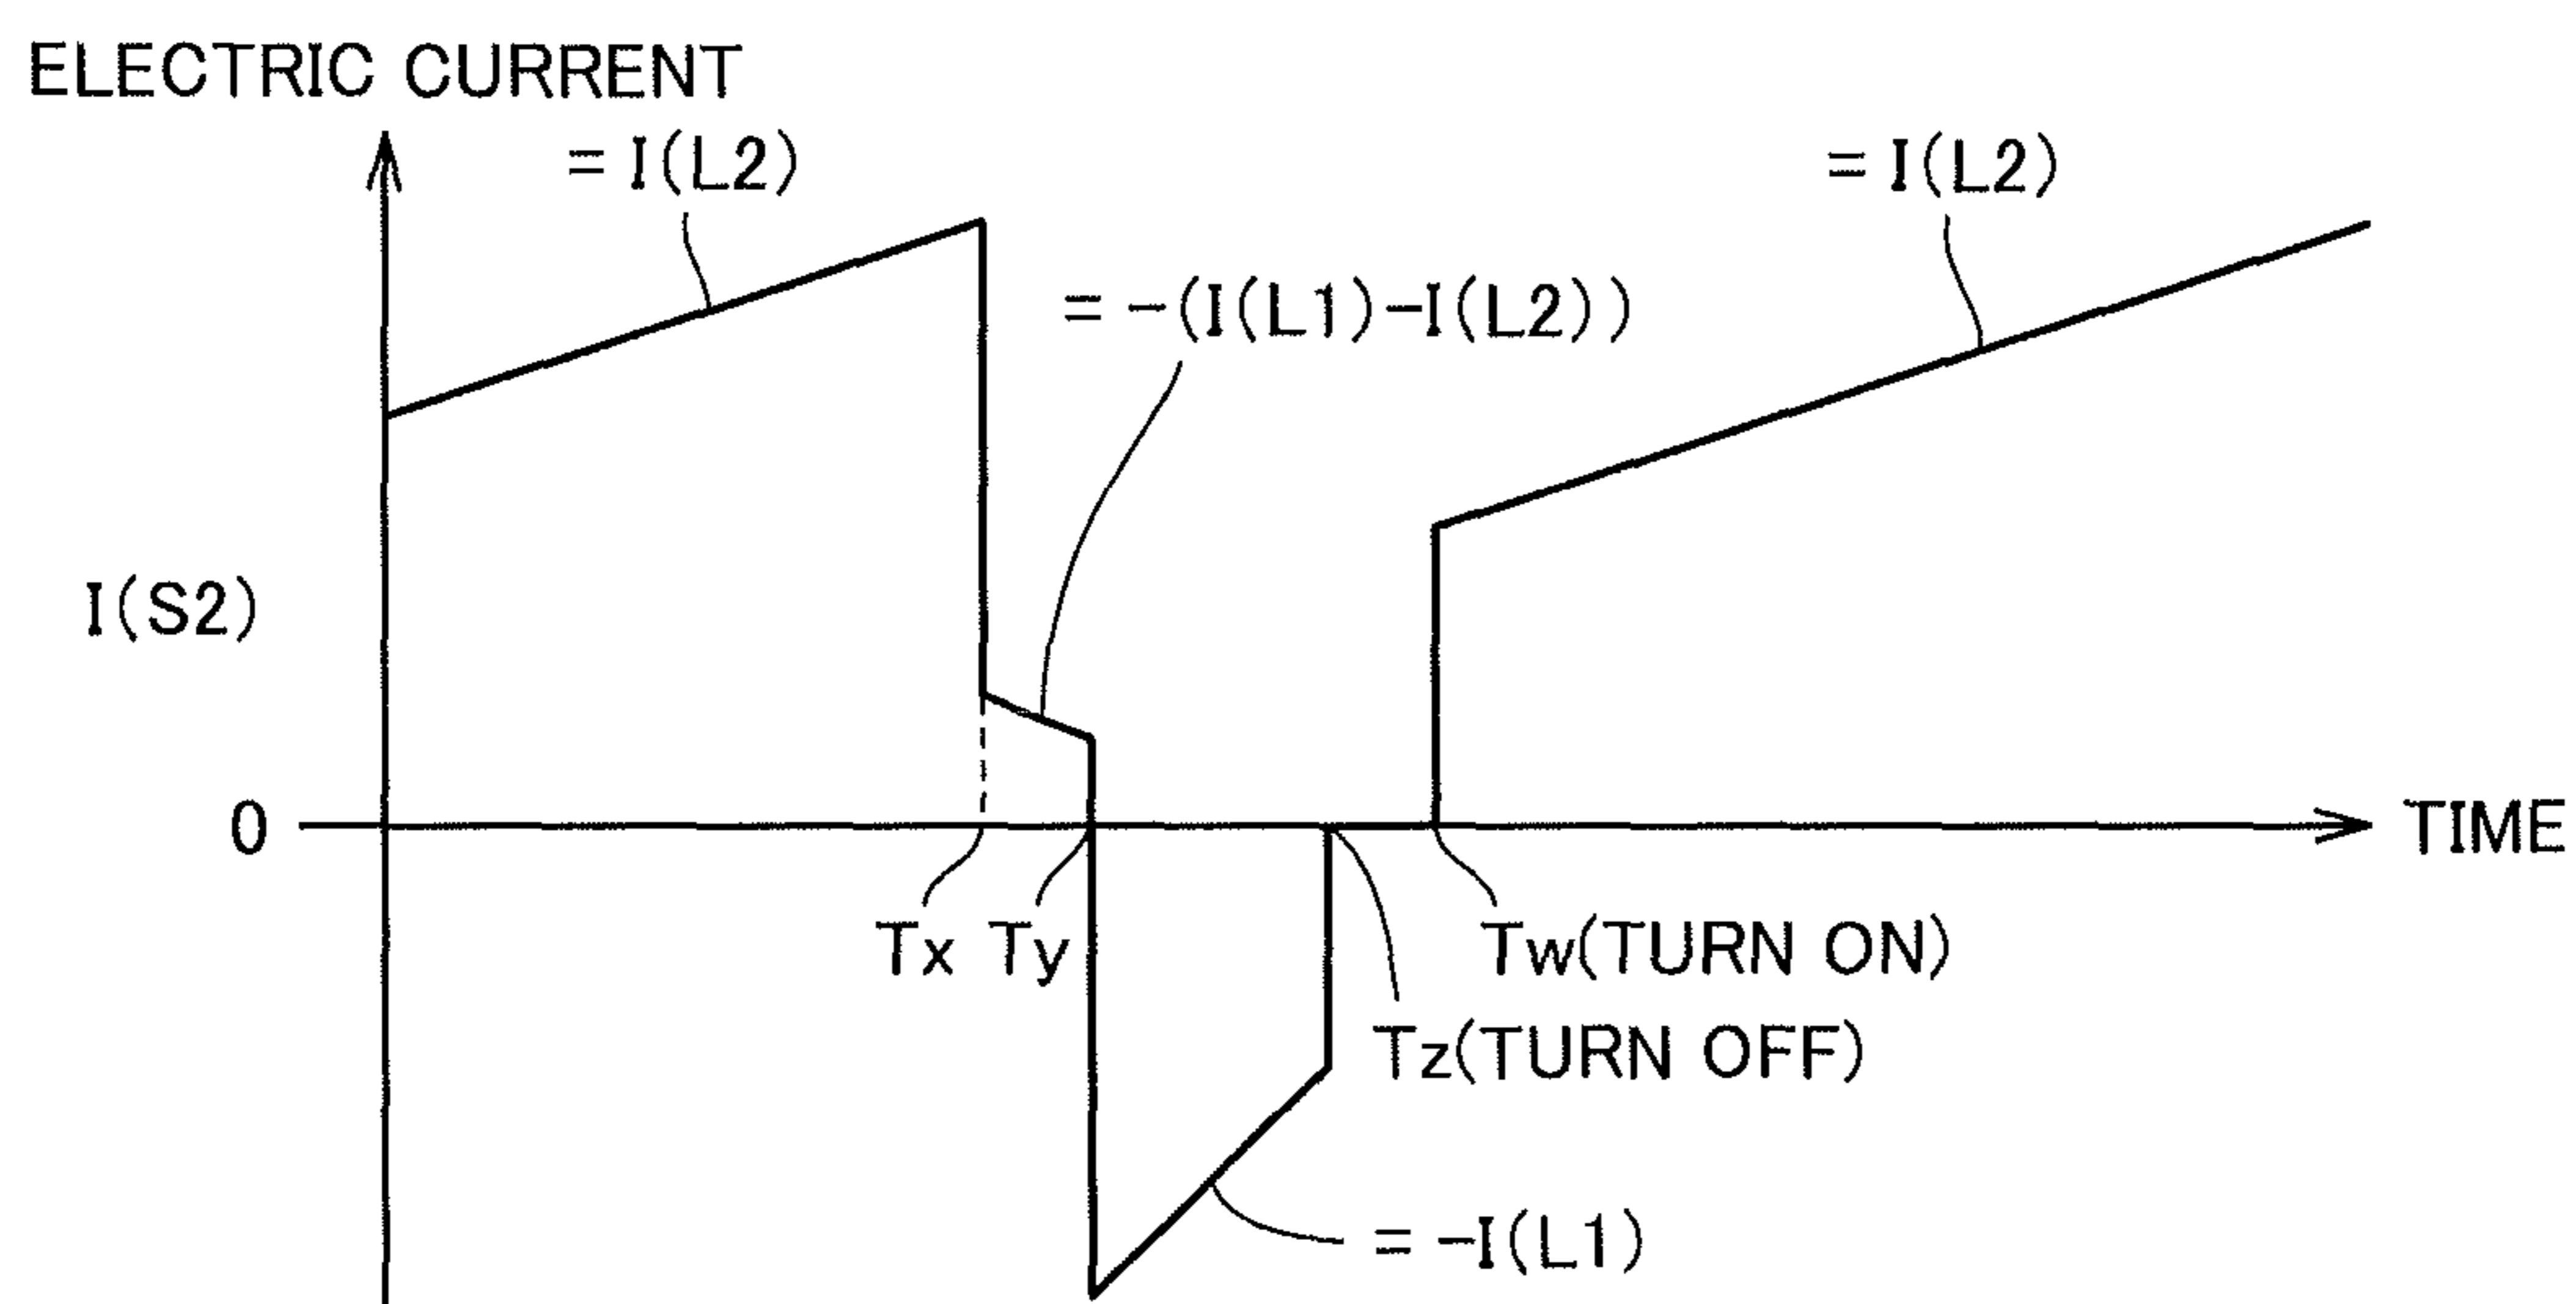 ELECTRIC CURRENT
= I(L2)
= I(L2)
= -(I(L1)-I(L2))
I(S2)
0
TIME
Tx
Ty
Tw(TURN ON)
Tz(TURN OFF)
= -I(L1)